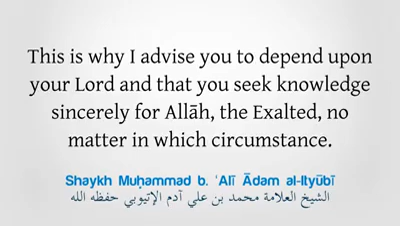 This is why I advise you to depend upon
your Lord and that you seek knowledge
sincerely for Allāh, the Exalted, no
matter in which circumstance.
Shaykh Muḥammad b. ʿAlī Ādam al-Ityūbī
الشيخ العلامة محمد بن علي آدم الإتيوبي حفظه الله